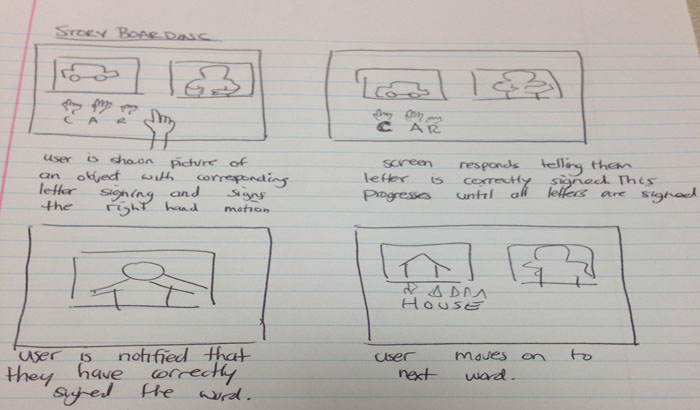 STORY BOARDING
C A R
user is shown picture of
an object with corresponding
letter signing and signs
the right hand motion
C A R
screen responds telling them
letter is correctly signed. This
progresses until all letters are signed
user is notified that
they have correctly
signed the word.
HOUSE
user moves on to
next word.